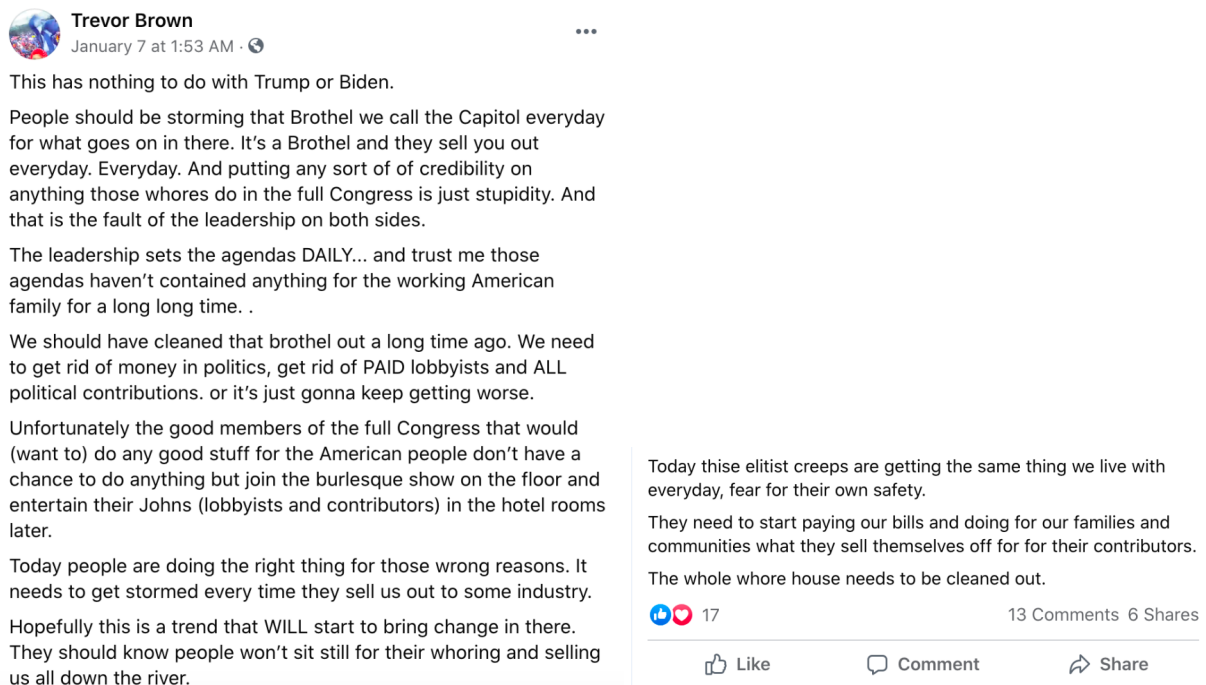 Trevor Brown
January 7 at 1:53 AM ·
This has nothing to do with Trump or Biden.
People should be storming that Brothel we call the Capitol everyday
for what goes on in there. It’s a Brothel and they sell you out
everyday. Everyday. And putting any sort of of credibility on
anything those whores do in the full Congress is just stupidity. And
that is the fault of the leadership on both sides.
The leadership sets the agendas DAILY... and trust me those
agendas haven’t contained anything for the working American
family for a long long time. .
We should have cleaned that brothel out a long time ago. We need
to get rid of money in politics, get rid of PAID lobbyists and ALL
political contributions. or it’s just gonna keep getting worse.
Unfortunately the good members of the full Congress that would
(want to) do any good stuff for the American people don’t have a
chance to do anything but join the burlesque show on the floor and
entertain their Johns (lobbyists and contributors) in the hotel rooms
later.
Today people are doing the right thing for those wrong reasons. It
needs to get stormed every time they sell us out to some industry.
Hopefully this is a trend that WILL start to bring change in there.
They should know people won’t sit still for their whoring and selling
us all down the river.
Today thise elitist creeps are getting the same thing we live with
everyday, fear for their own safety.
They need to start paying our bills and doing for our families and
communities what they sell themselves off for for their contributors.
The whole whore house needs to be cleaned out.
17 13 Comments 6 Shares
Like Comment Share